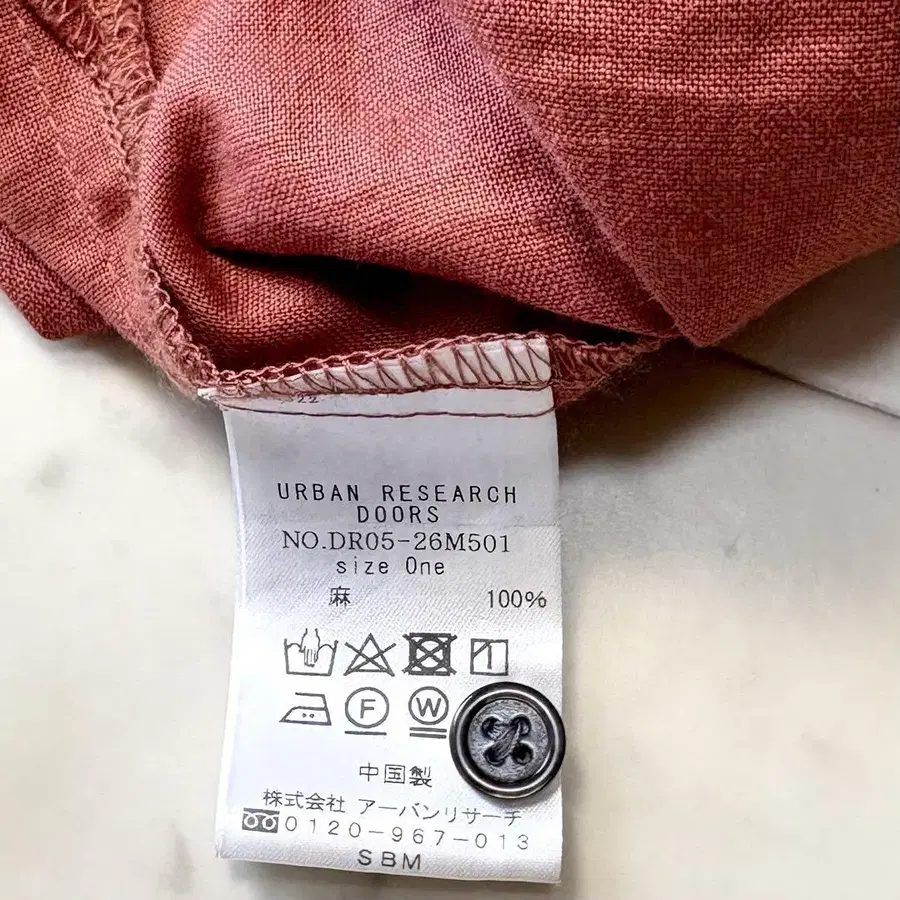 22
URBAN RESEARCH
DOORS
NO.DR05-26M501
size One
麻 100%
F W
中国製
株式会社 アーバンリサーチ
0120-967-013
SBM